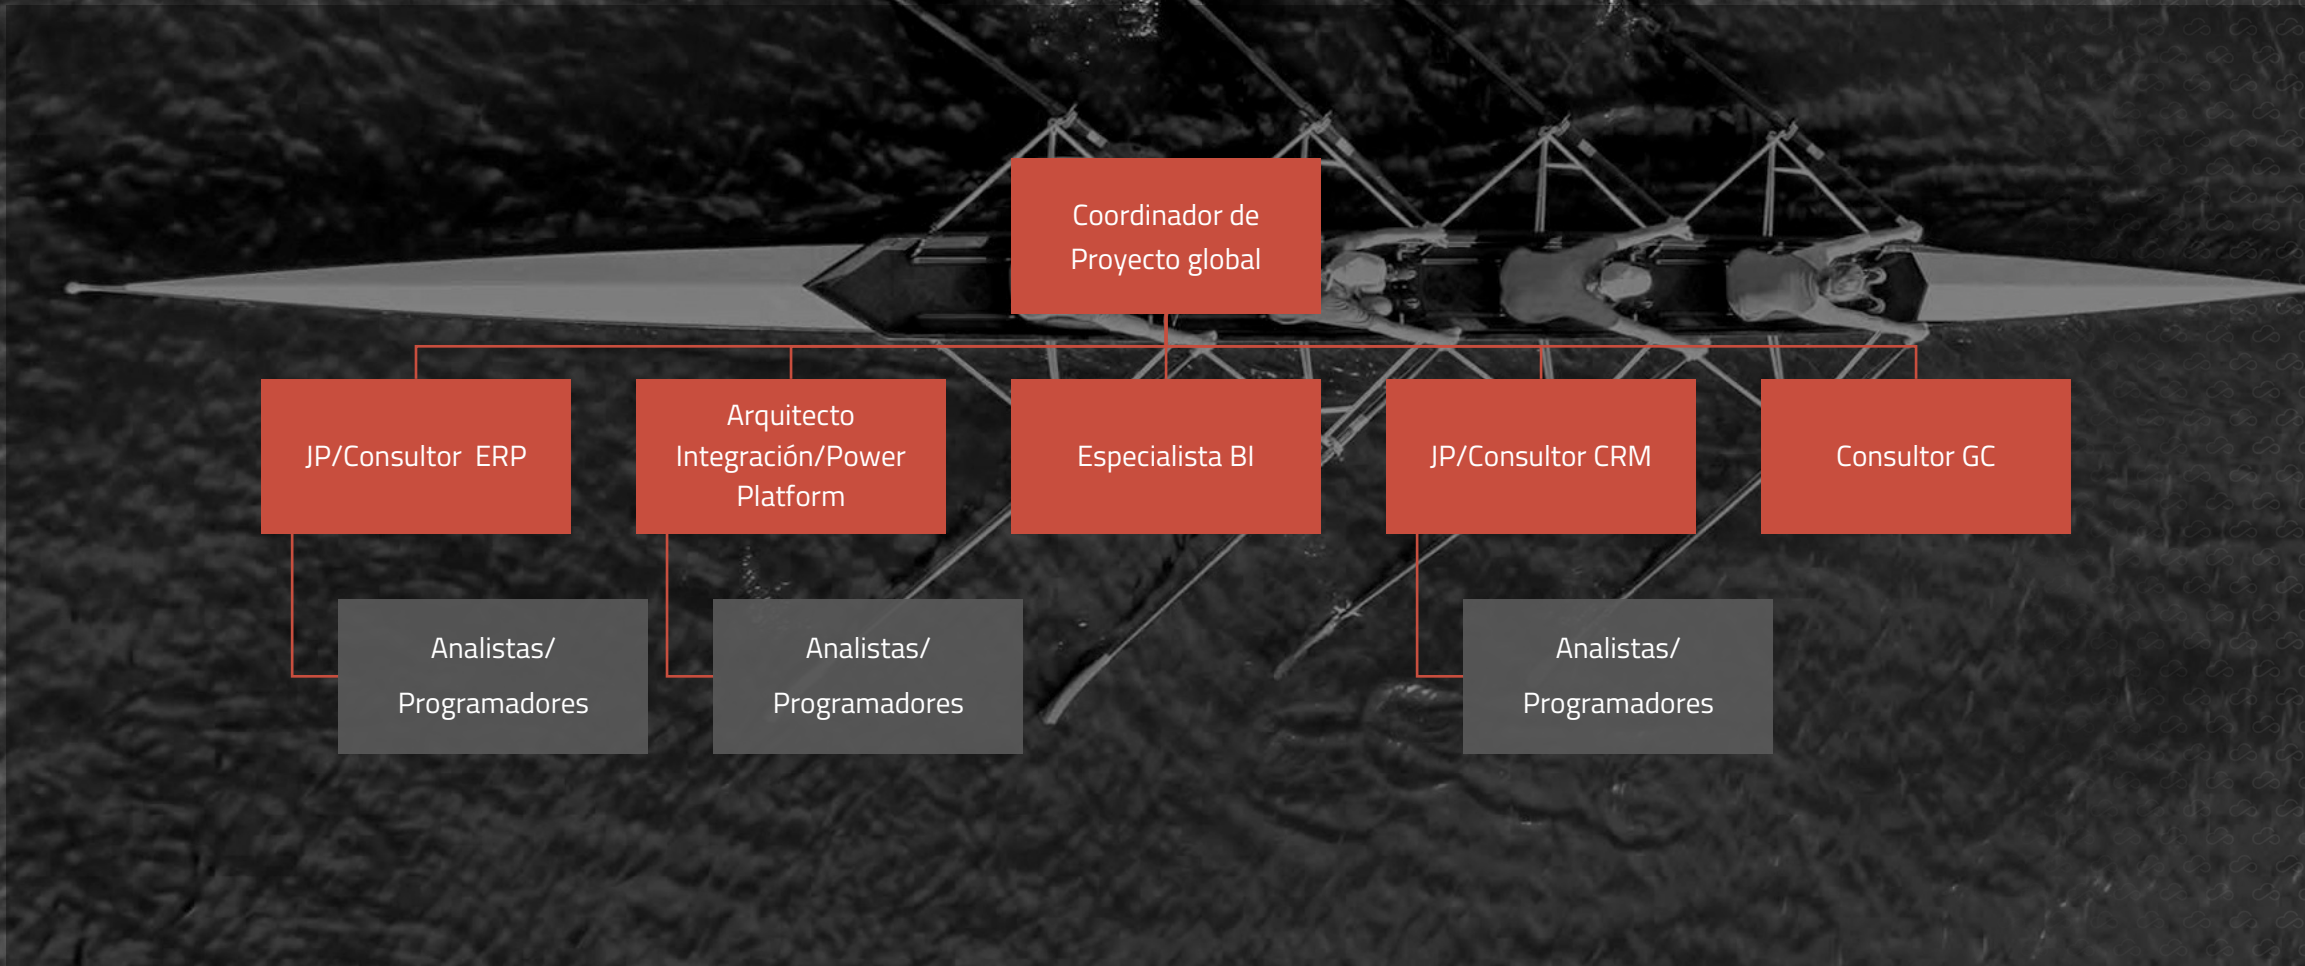 Coordinador de
Proyecto global
JP/Consultor  ERP
Arquitecto
Integración/Power
Platform
Especialista BI
JP/Consultor CRM
Consultor GC
Analistas/
Programadores
Analistas/
Programadores
Analistas/
Programadores